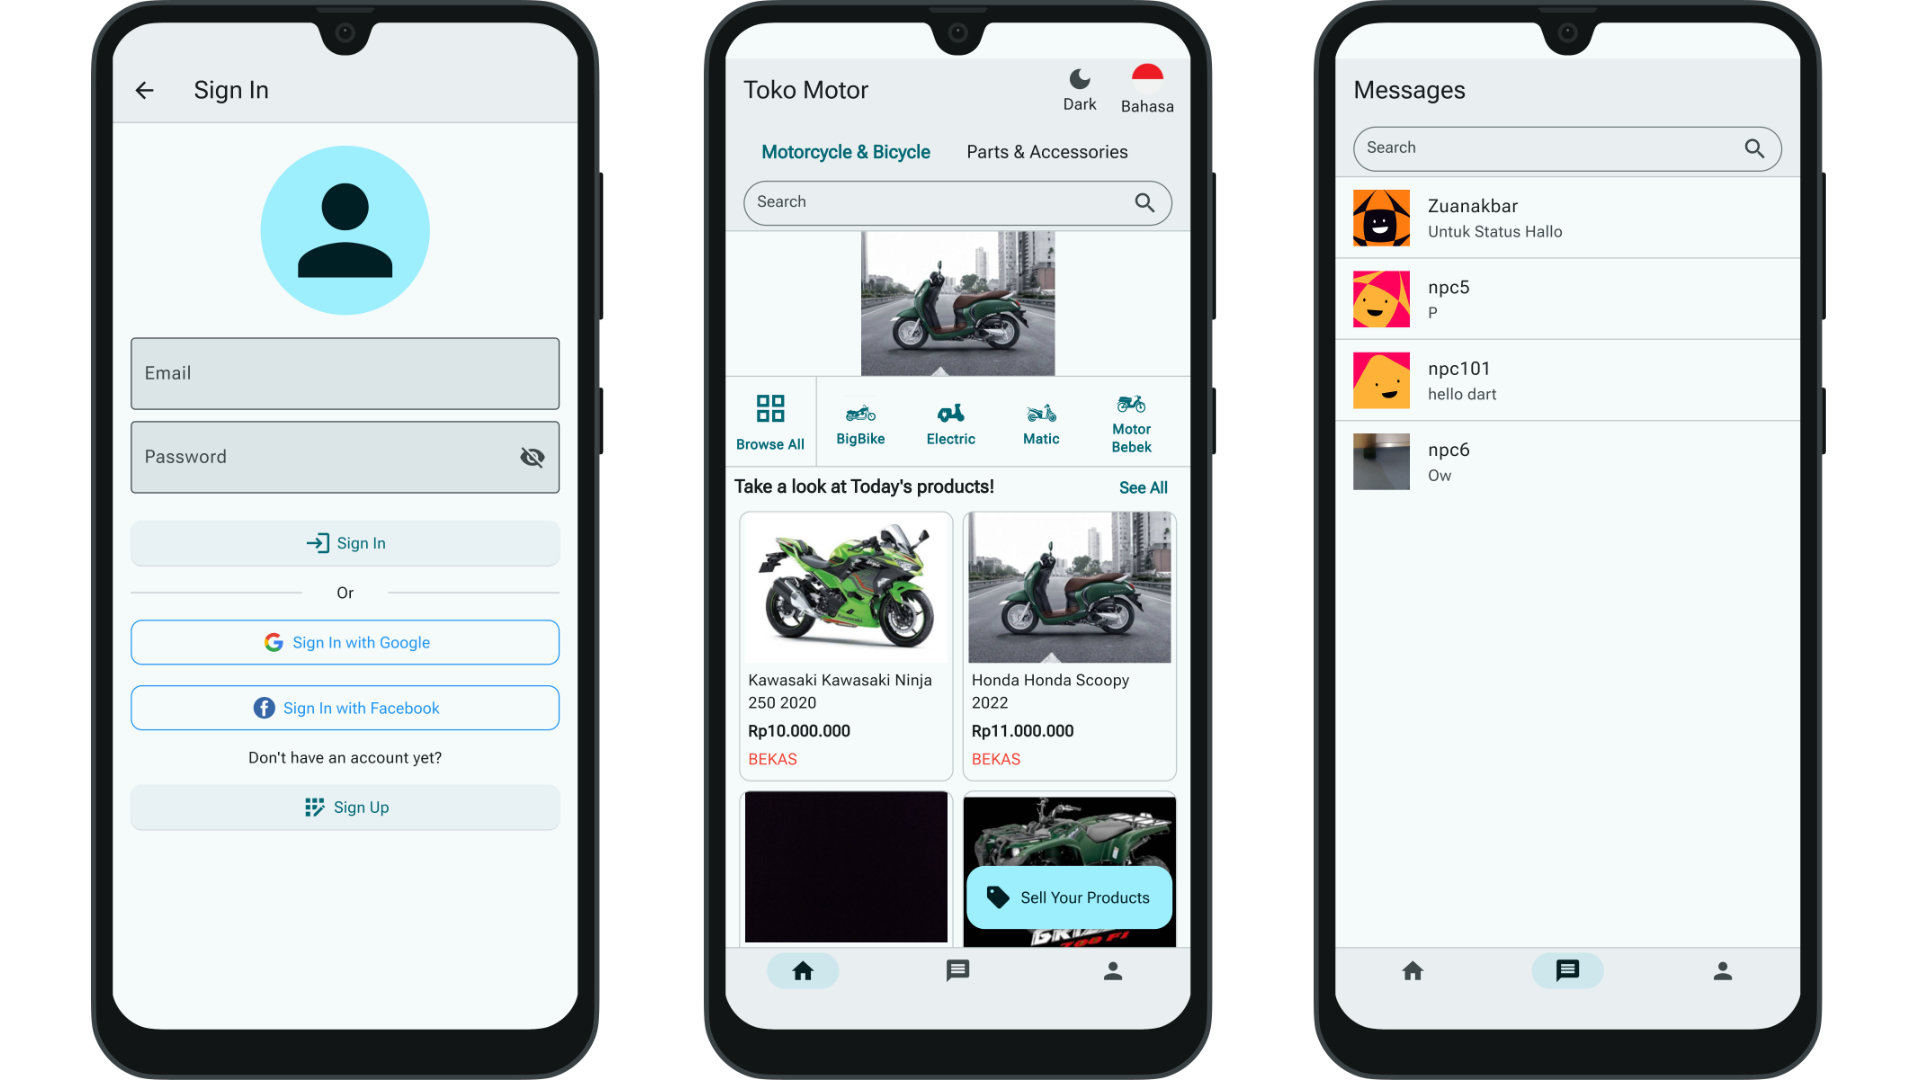 Sign In
Email
Password
Sign In
Or
Sign In with Google
Sign In with Facebook
Don't have an account yet?
Sign Up
Toko Motor
Dark
Bahasa
Motorcycle & Bicycle
Parts & Accessories
Search
Browse All
BigBike
Electric
Matic
Motor
Bebek
Take a look at Today's products!
See All
Kawasaki Kawasaki Ninja
250 2020
Rp10.000.000
BEKAS
Honda Honda Scoopy
2022
Rp11.000.000
BEKAS
Sell Your Products
Messages
Search
Zuanakbar
Untuk Status Hallo
npc5
P
npc101
hello dart
npc6
Ow